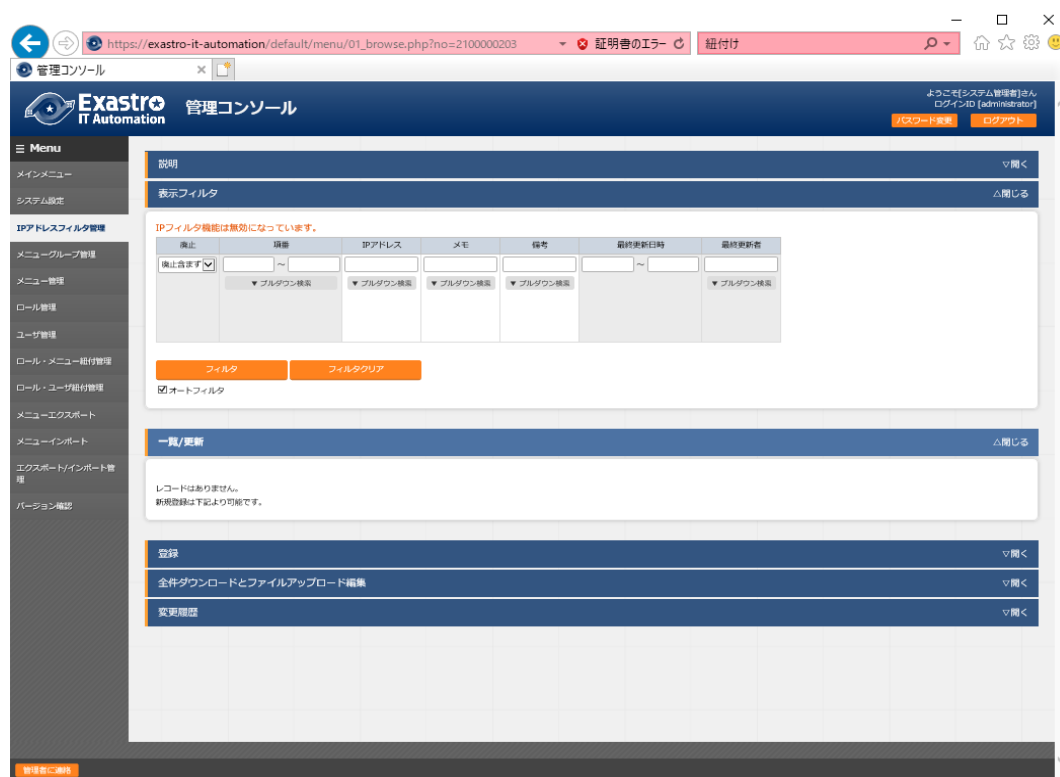 https://exastro-it-automation/default/menu/01_browse.php?no=2100000203
証明書のエラー
紐付け
管理コンソール
Exastro
IT Automation
管理コンソール
ようこそ[システム管理者]さん
ログインID [administrator]
パスワード変更
ログアウト
Menu
メインメニュー
システム設定
IPアドレスフィルタ管理
メニューグループ管理
メニュー管理
ロール管理
ユーザ管理
ロール・メニュー紐付管理
ロール・ユーザ紐付管理
メニューエクスポート
メニューインポート
エクスポート/インポート管
理
バージョン確認
説明
▽開く
表示フィルタ
△閉じる
IPフィルタ機能は無効になっています。
廃止 項番 IPアドレス メモ 備考 最終更新日時 最終更新者
廃止含まず ～ ～
▼ プルダウン検索 ▼ プルダウン検索 ▼ プルダウン検索 ▼ プルダウン検索 ▼ プルダウン検索
フィルタ フィルタクリア
オートフィルタ
一覧/更新
△閉じる
レコードはありません。
新規登録は下記より可能です。
登録
▽開く
全件ダウンロードとファイルアップロード編集
▽開く
変更履歴
▽開く
管理者に連絡